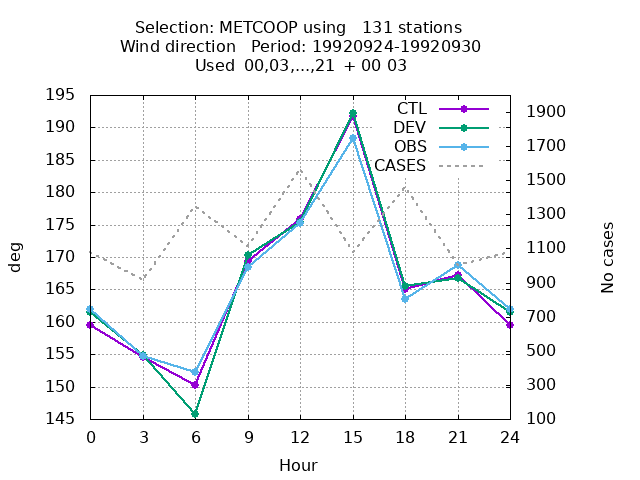 Selection: METCOOP using   131 stations
Wind direction   Period: 19920924-19920930
Used  00,03,...,21  + 00 03
195
190
185
180
175
170
165
160
155
150
145
deg
1900
1700
1500
1300
1100
900
700
500
300
100
No cases
CTL
DEV
OBS
CASES
0 3 6 9 12 15 18 21 24
Hour